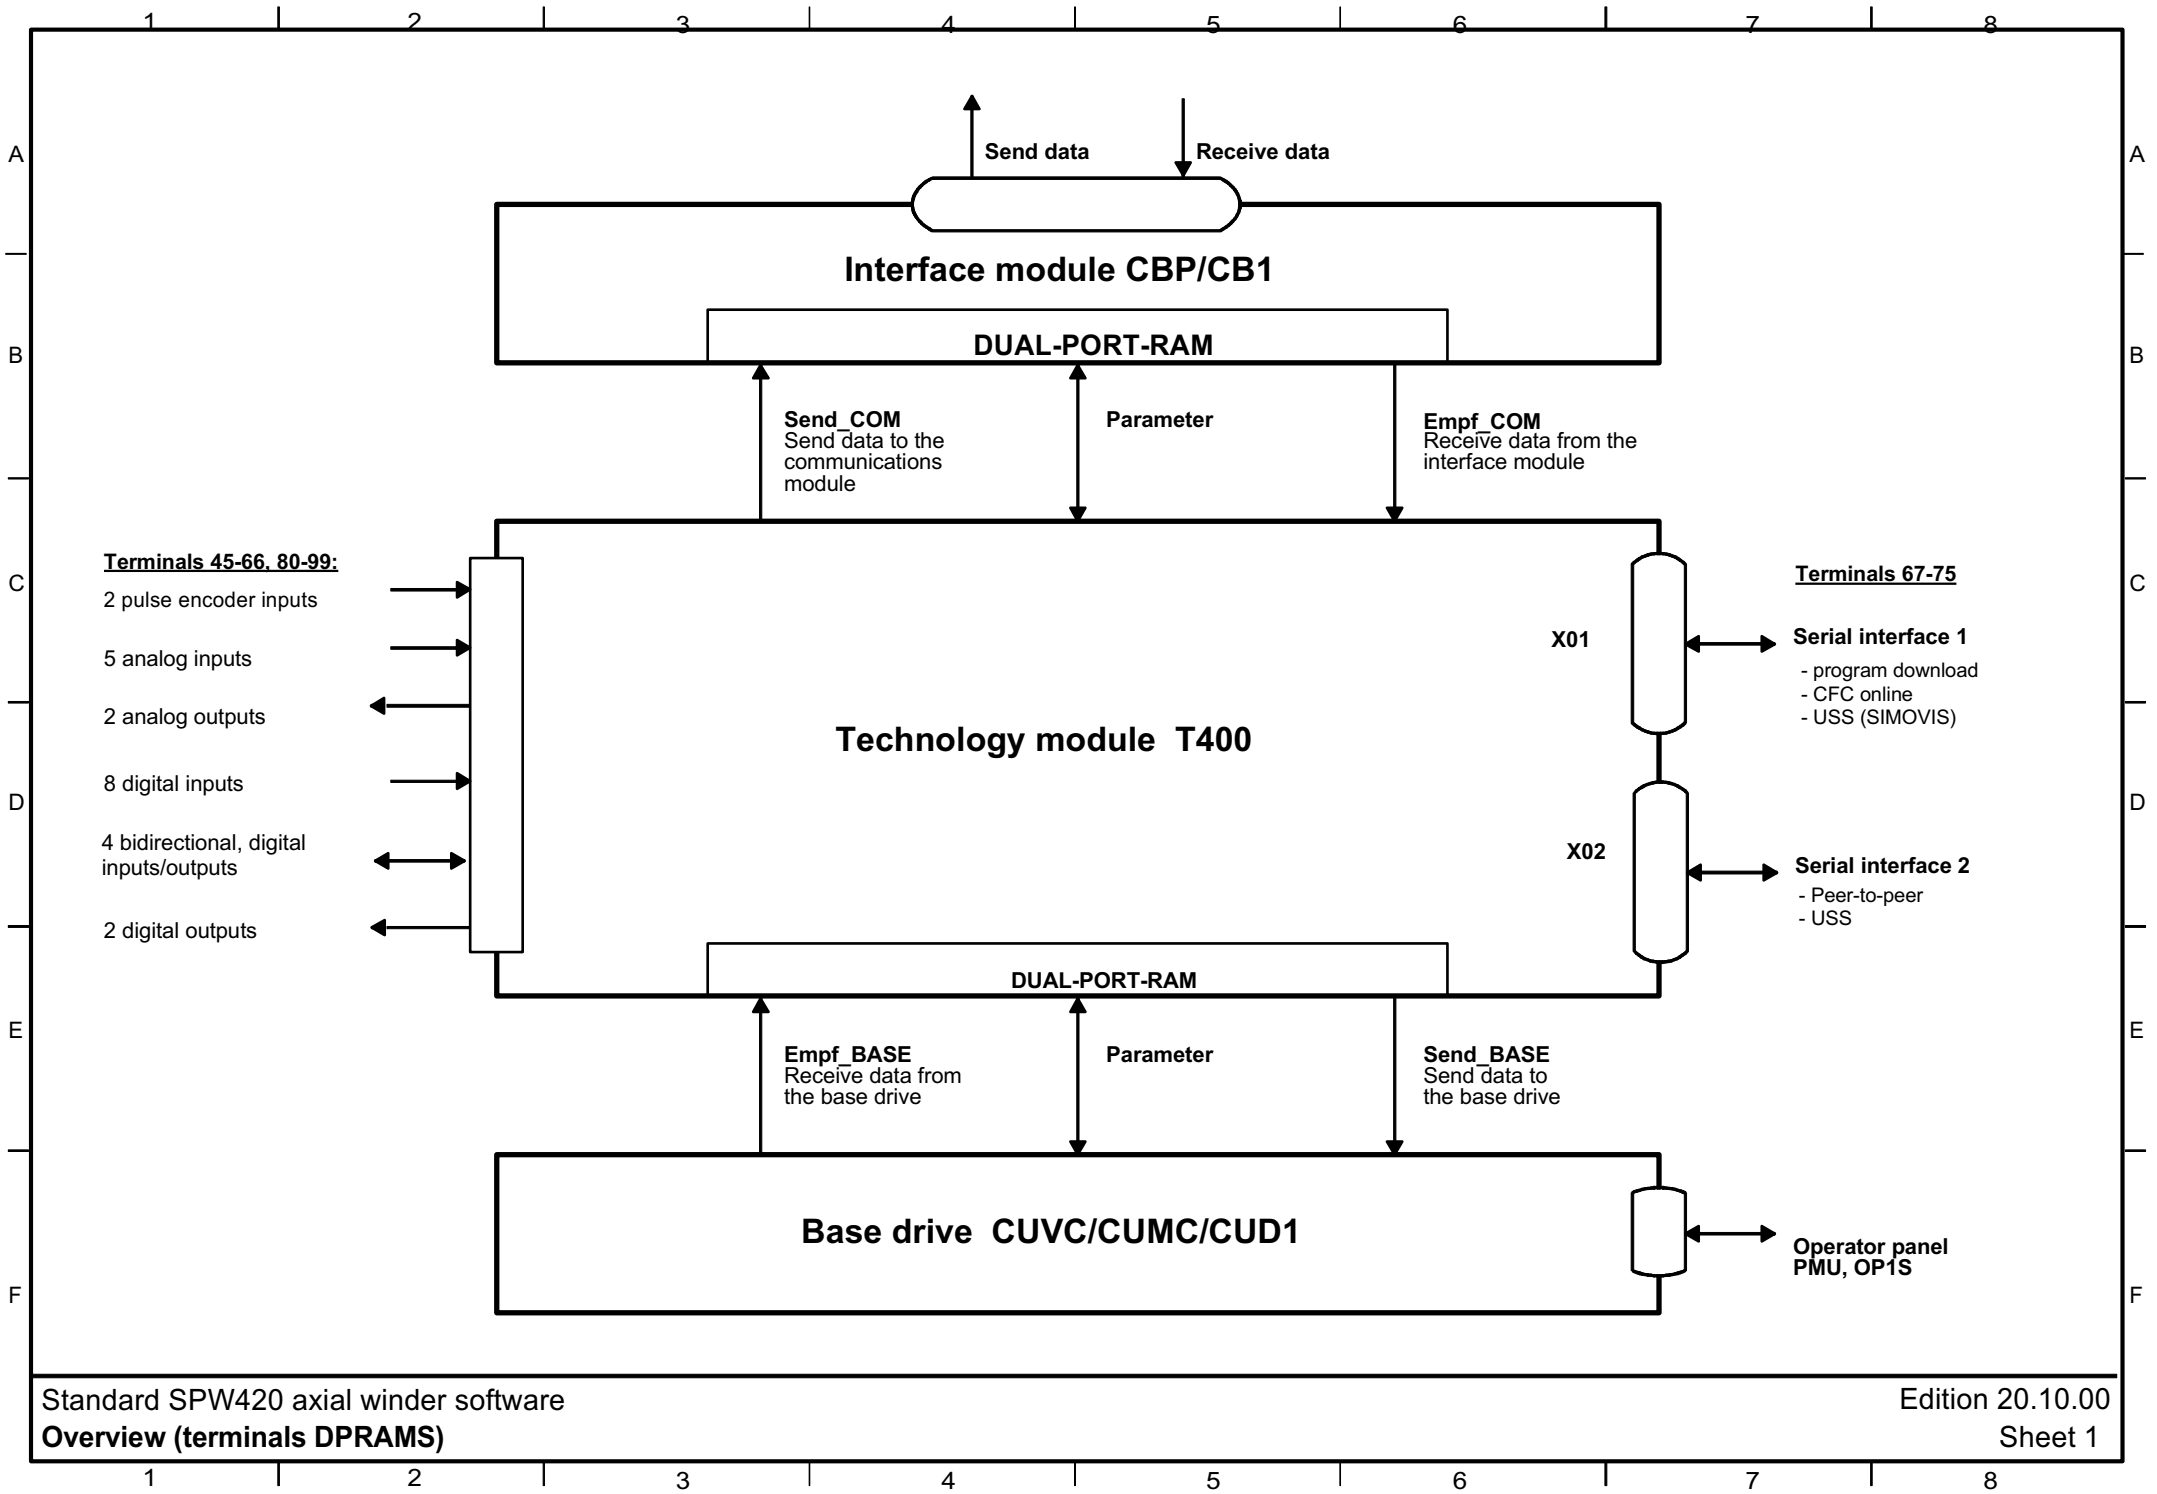 1 2 3 4 5 6 7 8
Send data Receive data
A A
Interface module CBP/CB1
DUAL-PORT-RAM
B B
Send_COM
Send data to the
communications
module
Parameter
Empf_COM
Receive data from the
interface module
Terminals 45-66, 80-99:
2 pulse encoder inputs
5 analog inputs
2 analog outputs
8 digital inputs
4 bidirectional, digital
inputs/outputs
2 digital outputs
C C
Technology module T400
X01
Terminals 67-75
Serial interface 1
- program download
- CFC online
- USS (SIMOVIS)
D D
X02
Serial interface 2
- Peer-to-peer
- USS
DUAL-PORT-RAM
E E
Empf_BASE
Receive data from
the base drive
Parameter
Send_BASE
Send data to
the base drive
Base drive CUVC/CUMC/CUD1
Operator panel
PMU, OP1S
F F
Standard SPW420 axial winder software
Overview (terminals DPRAMS)
Edition 20.10.00
Sheet 1
1 2 3 4 5 6 7 8